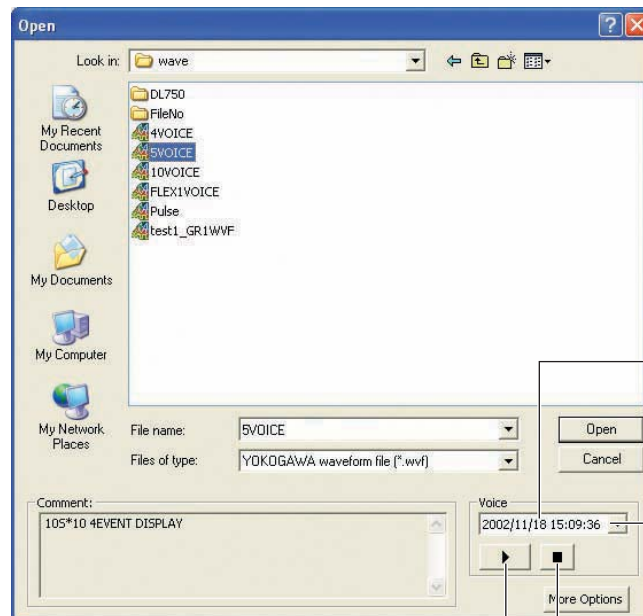 Open
Look in: wave
My Recent Documents
Desktop
My Documents
My Computer
My Network Places
DL750
FileNo
4VOICE
5VOICE
10VOICE
FLEX1VOICE
Pulse
test1_GR1WVF
File name: 5VOICE Open
Files of type: YOKOGAWA waveform file (*.wvf) Cancel
Comment:
10S*10 4EVENT DISPLAY
Voice
2002/11/18 15:09:36
More Options